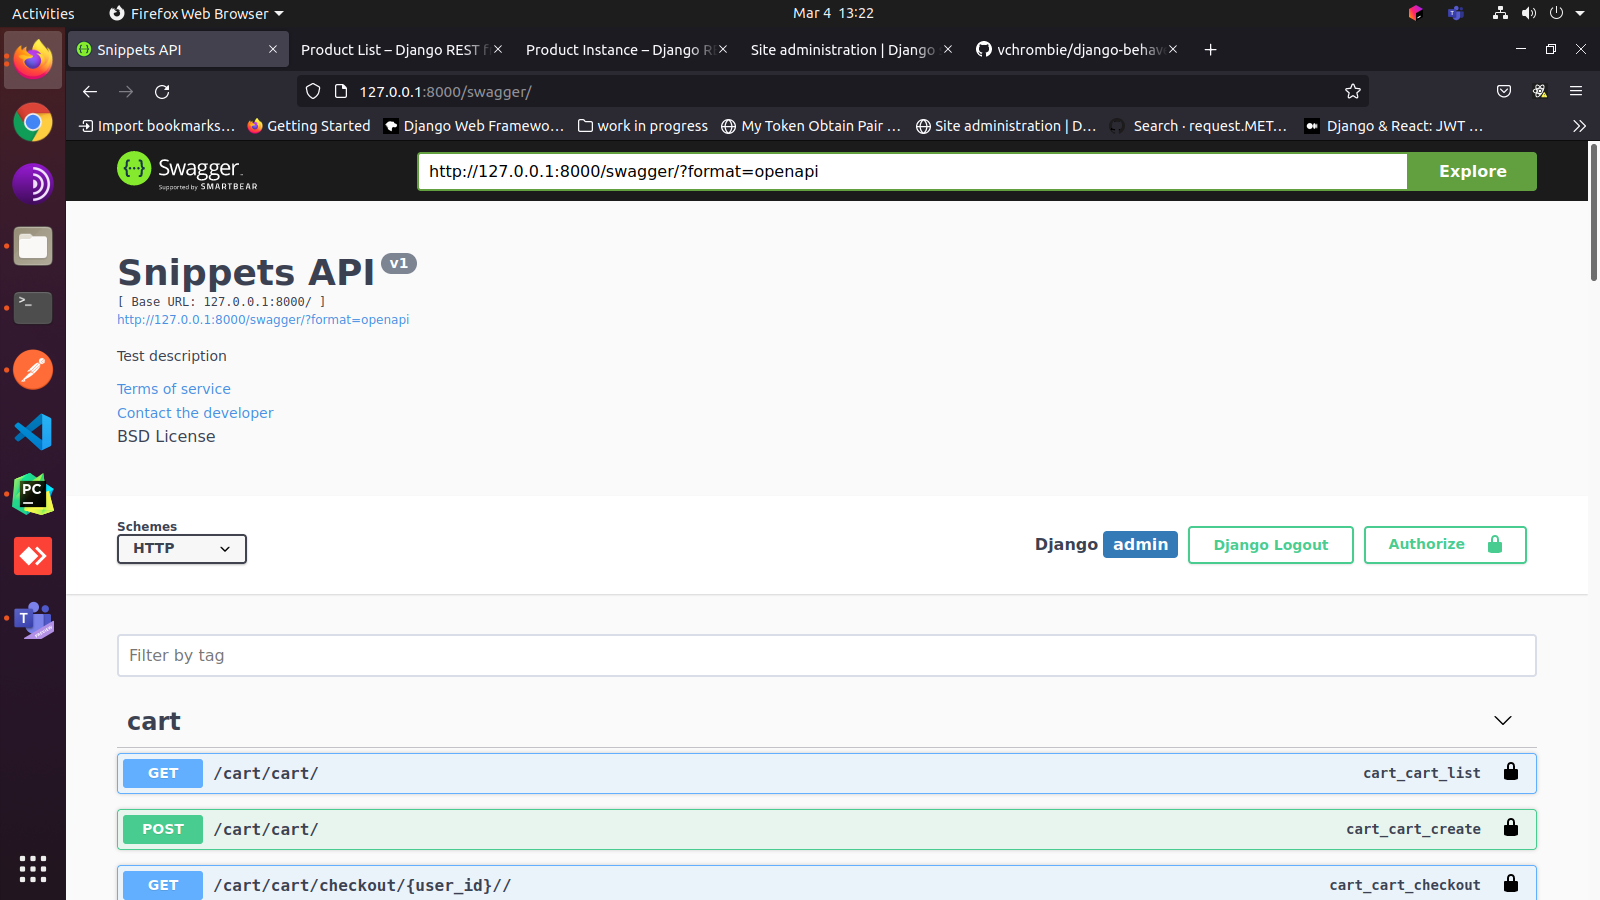 Activities
Firefox Web Browser
Mar 4 13:22
Snippets API
Product List – Django REST f
Product Instance – Django R
Site administration | Django
vchrombie/django-behav
127.0.0.1:8000/swagger/
Import bookmarks…
Getting Started
Django Web Framewo…
work in progress
My Token Obtain Pair …
Site administration | D…
Search · request.MET…
Django & React: JWT …
Swagger
Supported by SMARTBEAR
http://127.0.0.1:8000/swagger/?format=openapi
Explore
Snippets API v1
[ Base URL: 127.0.0.1:8000/ ]
http://127.0.0.1:8000/swagger/?format=openapi
Test description
Terms of service
Contact the developer
BSD License
Schemes
HTTP
Django admin
Django Logout
Authorize
Filter by tag
cart
GET /cart/cart/ cart_cart_list
POST /cart/cart/ cart_cart_create
GET /cart/cart/checkout/{user_id}// cart_cart_checkout
PC
T